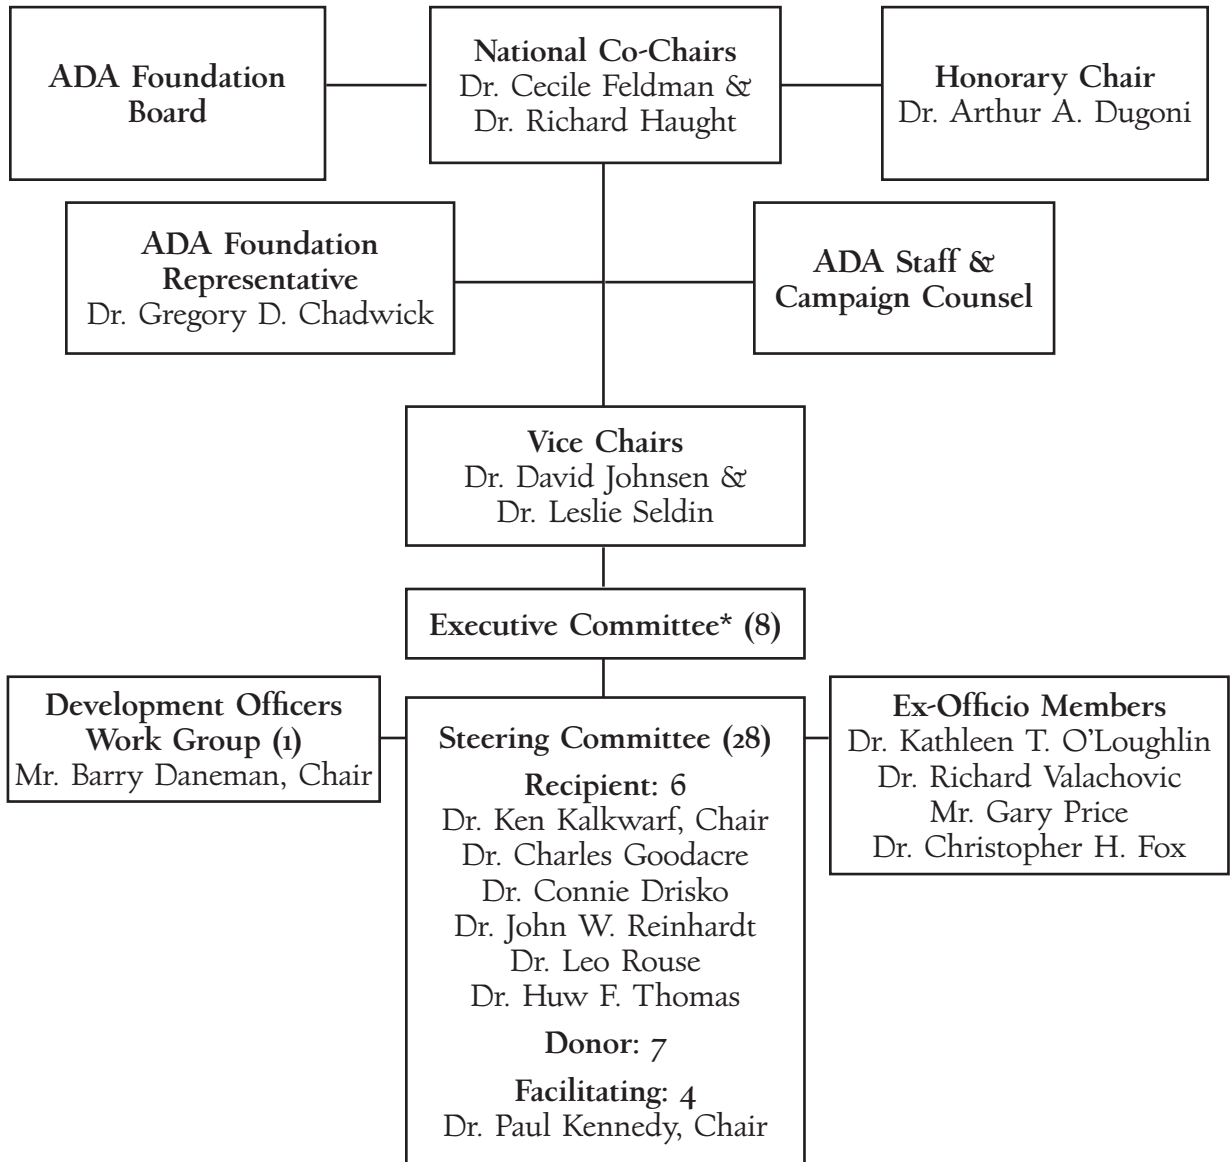 ADA Foundation
Board
National Co-Chairs
Dr. Cecile Feldman &
Dr. Richard Haught
Honorary Chair
Dr. Arthur A. Dugoni
ADA Foundation
Representative
Dr. Gregory D. Chadwick
ADA Staff &
Campaign Counsel
Vice Chairs
Dr. David Johnsen &
Dr. Leslie Seldin
Executive Committee* (8)
Development Officers
Work Group (1)
Mr. Barry Daneman, Chair
Steering Committee (28)
Recipient: 6
Dr. Ken Kalkwarf, Chair
Dr. Charles Goodacre
Dr. Connie Drisko
Dr. John W. Reinhardt
Dr. Leo Rouse
Dr. Huw F. Thomas
Donor: 7
Facilitating: 4
Dr. Paul Kennedy, Chair
Ex-Officio Members
Dr. Kathleen T. O'Loughlin
Dr. Richard Valachovic
Mr. Gary Price
Dr. Christopher H. Fox